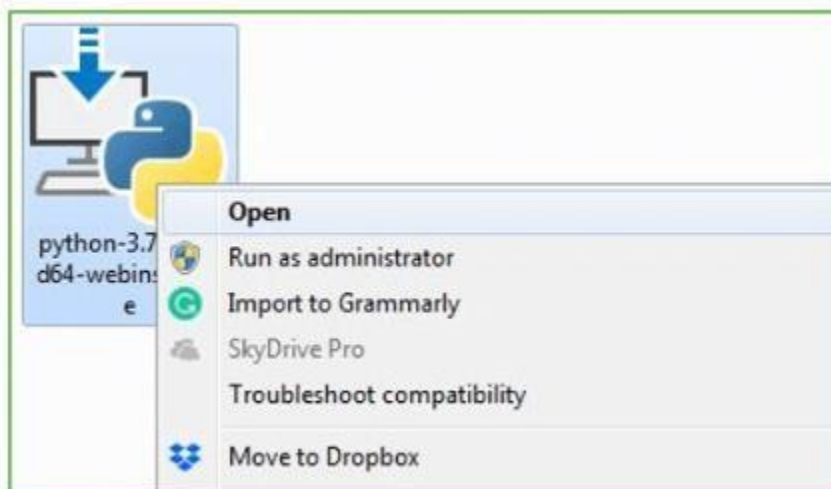 python-3.7
d64-webins
e
Open
Run as administrator
Import to Grammarly
SkyDrive Pro
Troubleshoot compatibility
Move to Dropbox